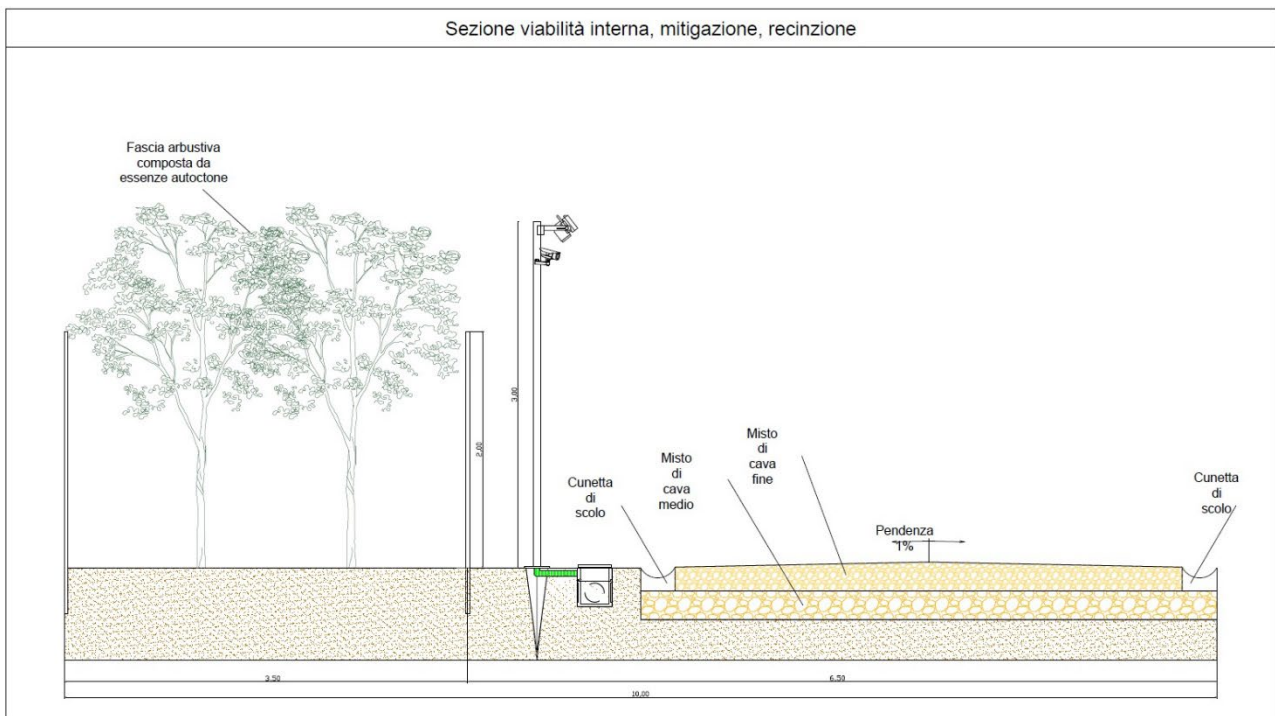 Sezione viabilità interna, mitigazione, recinzione
Fascia arbustiva
composta da
essenze autoctone
3.00
2.00
Cunetta
di
scolo
Misto
di
cava
medio
Misto
di
cava
fine
Pendenza
1%
Cunetta
di
scolo
3.50
6.50
10.00